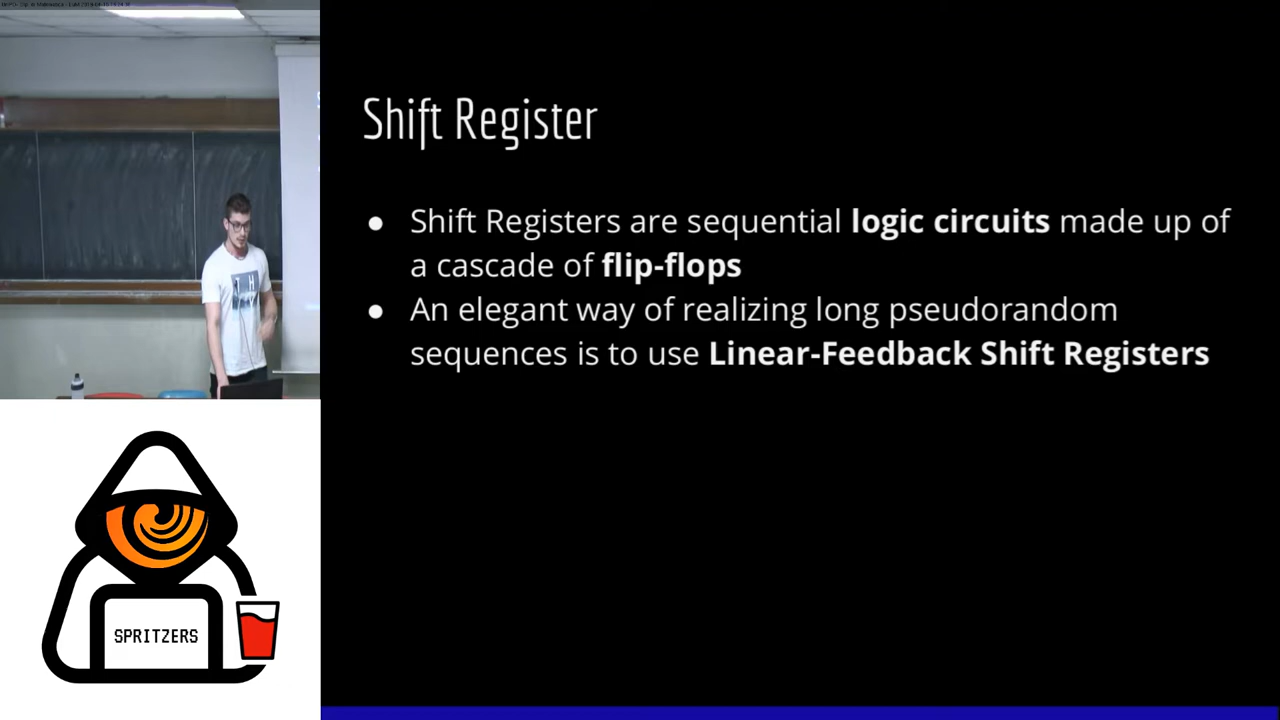 Shift Register
● Shift Registers are sequential logic circuits made up of
a cascade of flip-flops
● An elegant way of realizing long pseudorandom
sequences is to use Linear-Feedback Shift Registers
T H
SPRITZERS